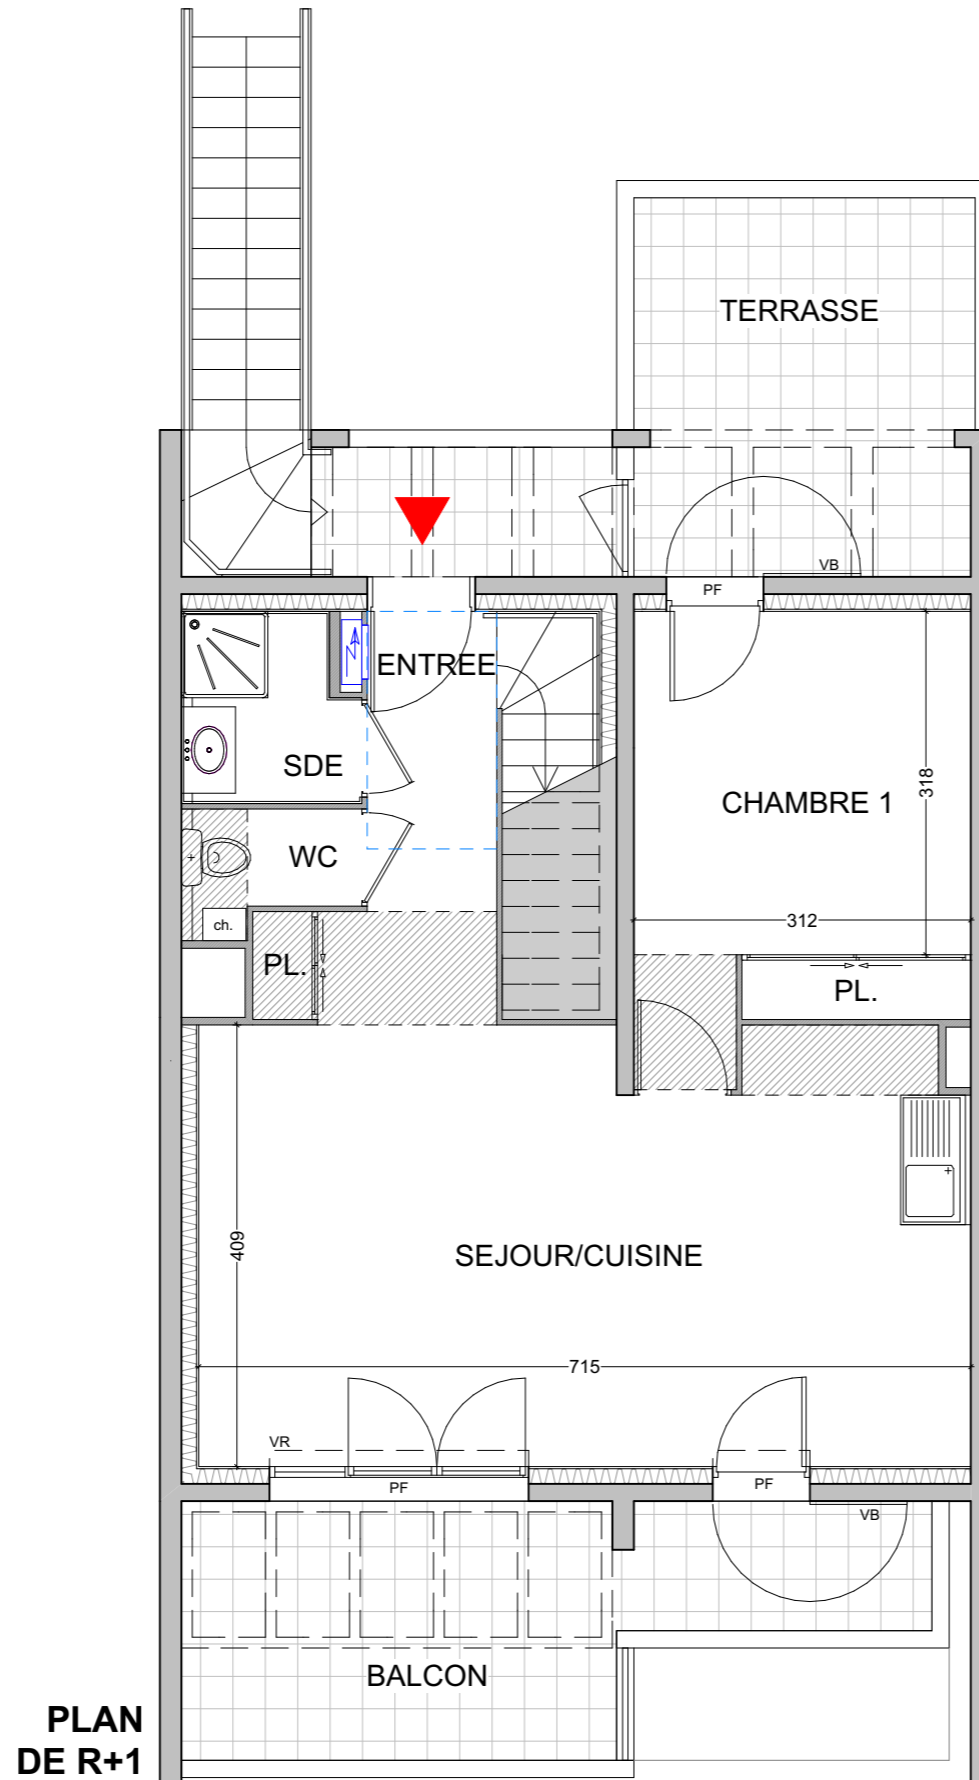 TERRASSE
VB
PF
ENTREE
SDE
CHAMBRE 1
318
WC
312
ch.
PL.
PL.
409
SEJOUR/CUISINE
715
VR
PF
PF
VB
BALCON
PLAN
DE R+1